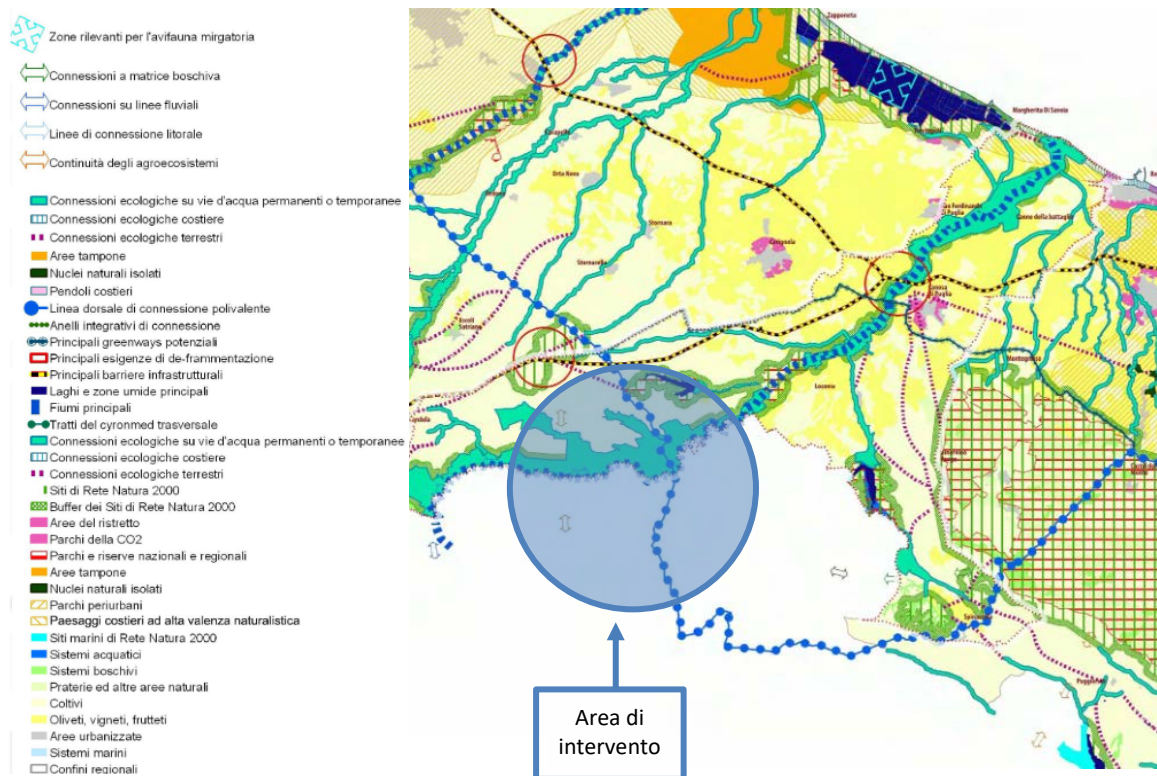 Zone rilevanti per l'avifauna mirgatoria
Connessioni a matrice boschiva
Connessioni su linee fluviali
Linee di connessione litorale
Continuità degli agroecosistemi
Connessioni ecologiche su vie d'acqua permanenti o temporanee
Connessioni ecologiche costiere
Connessioni ecologiche terrestri
Aree tampone
Nuclei naturali isolati
Pendoli costieri
Linea dorsale di connessione polivalente
Anelli integrativi di connessione
Principali greenways potenziali
Principali esigenze di de-frammentazione
Principali barriere infrastrutturali
Laghi e zone umide principali
Fiumi principali
Tratti del cyronmed trasversale
Connessioni ecologiche su vie d'acqua permanenti o temporanee
Connessioni ecologiche costiere
Connessioni ecologiche terrestri
Siti di Rete Natura 2000
Buffer dei Siti di Rete Natura 2000
Aree del ristretto
Parchi della CO2
Parchi e riserve nazionali e regionali
Aree tampone
Nuclei naturali isolati
Parchi periurbani
Paesaggi costieri ad alta valenza naturalistica
Siti marini di Rete Natura 2000
Sistemi acquatici
Sistemi boschivi
Praterie ed altre aree naturali
Coltivi
Oliveti, vigneti, frutteti
Aree urbanizzate
Sistemi marini
Confini regionali
Zapponeta
Margherita Di Savoia
Orta Nova
San Ferdinando
di Puglia
Canne della battaglia
Stornara
Cerignola
Stornarella
Canosa
di Puglia
Ascoli
Satriano
Lavonia
Candela
Area di
intervento